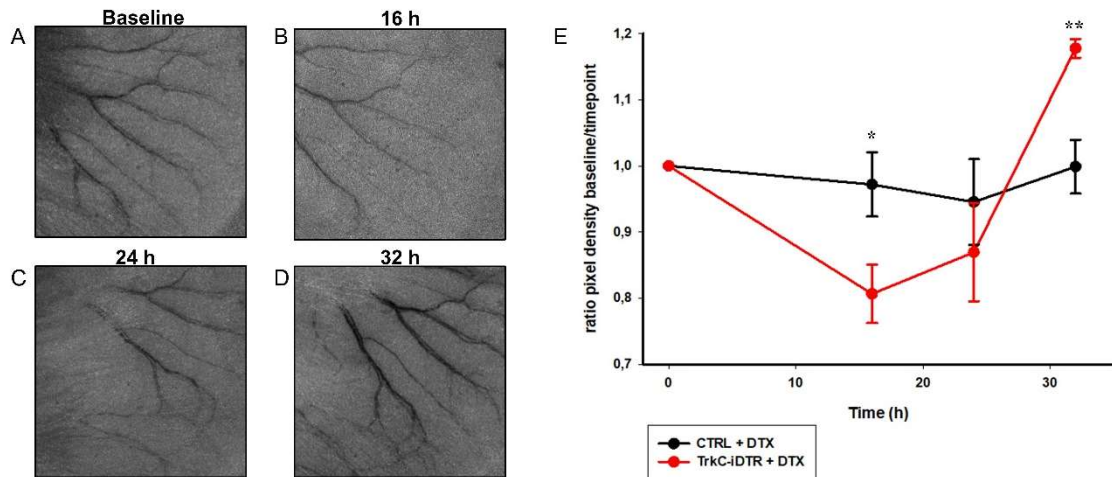 A
Baseline
B
16 h
C
24 h
D
32 h
E
ratio pixel density baseline/timepoint
1,2
1,1
1,0
0,9
0,8
0,7
*
**
0
10
20
30
Time (h)
CTRL + DTX
TrkC-iDTR + DTX